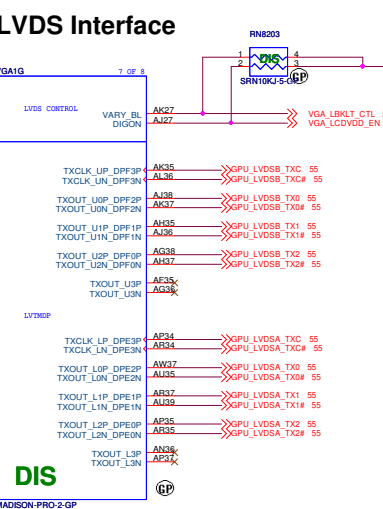 LVDS Interface
RN8203
1 4
2 3
DIS
SRN10KJ-5-GP
GP
VGA1G 7 OF 8
LVDS CONTROL
VARY_BL AK27 VGA_LBKLT_CTL
DIGON AJ27 VGA_LCDVDD_EN
TXCLK_UP_DPF3P AK35 GPU_LVDSB_TXC 55
TXCLK_UN_DPF3N AL36 GPU_LVDSB_TXC# 55
TXOUT_U0P_DPF2P AJ38 GPU_LVDSB_TX0 55
TXOUT_U0N_DPF2N AK37 GPU_LVDSB_TX0# 55
TXOUT_U1P_DPF1P AH35 GPU_LVDSB_TX1 55
TXOUT_U1N_DPF1N AJ36 GPU_LVDSB_TX1# 55
TXOUT_U2P_DPF0P AG38 GPU_LVDSB_TX2 55
TXOUT_U2N_DPF0N AH37 GPU_LVDSB_TX2# 55
TXOUT_U3P AF35
TXOUT_U3N AG36
LVTMDP
TXCLK_LP_DPE3P AP34 GPU_LVDSA_TXC 55
TXCLK_LN_DPE3N AR34 GPU_LVDSA_TXC# 55
TXOUT_L0P_DPE2P AW37 GPU_LVDSA_TX0 55
TXOUT_L0N_DPE2N AU35 GPU_LVDSA_TX0# 55
TXOUT_L1P_DPE1P AR37 GPU_LVDSA_TX1 55
TXOUT_L1N_DPE1N AU39 GPU_LVDSA_TX1# 55
TXOUT_L2P_DPE0P AP35 GPU_LVDSA_TX2 55
TXOUT_L2N_DPE0N AR35 GPU_LVDSA_TX2# 55
TXOUT_L3P AN36
TXOUT_L3N AP37
DIS
GP
MADISON-PRO-2-GP